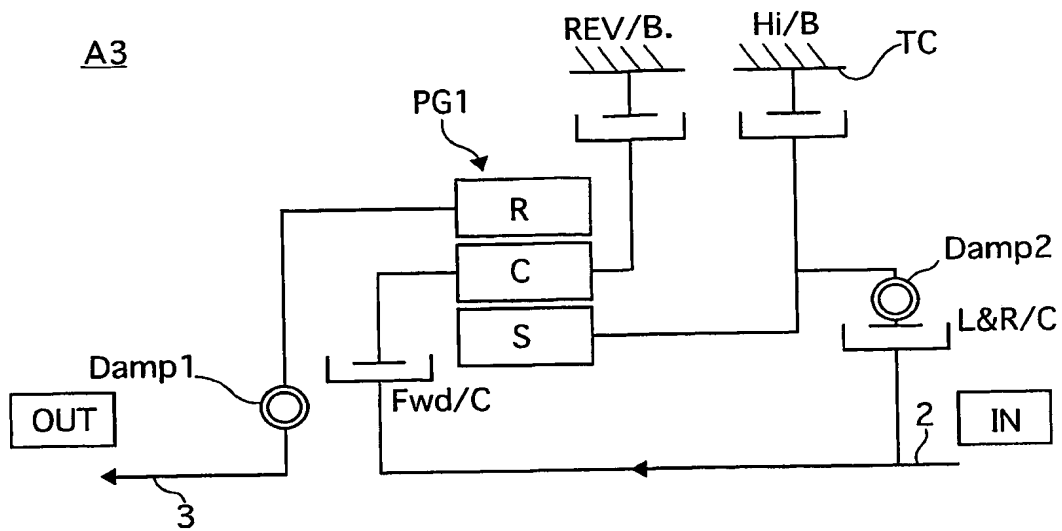 A3
REV/B.
Hi/B
TC
PG1
R
C
S
Damp2
L&R/C
Damp1
Fwd/C
OUT
IN
2
3